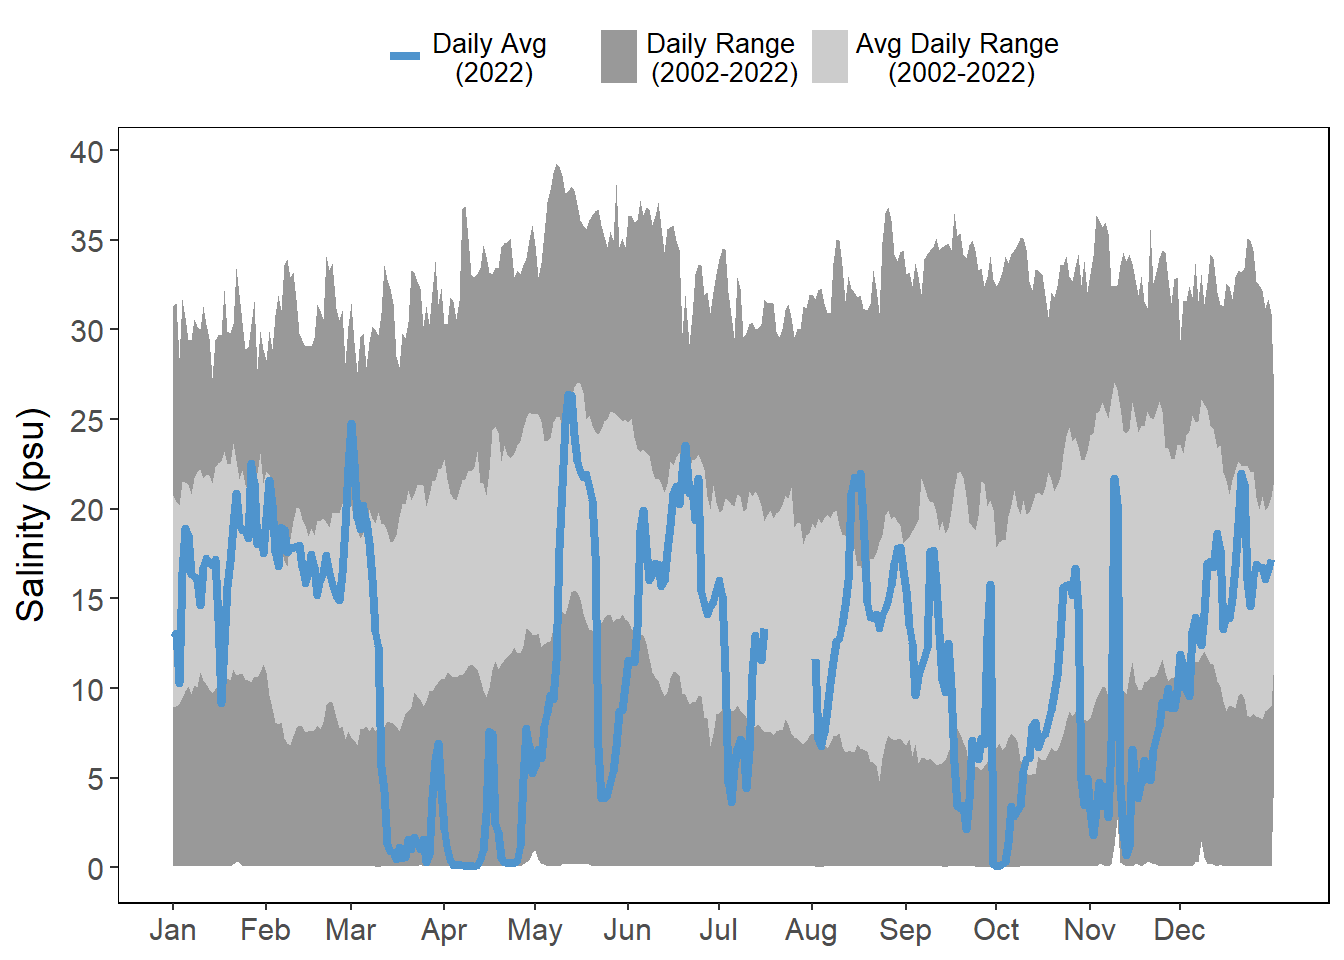 Daily Avg
(2022)
Daily Range
(2002-2022)
Avg Daily Range
(2002-2022)
Salinity (psu)
40
35
30
25
20
15
10
5
0
Jan Feb Mar Apr May Jun Jul Aug Sep Oct Nov Dec